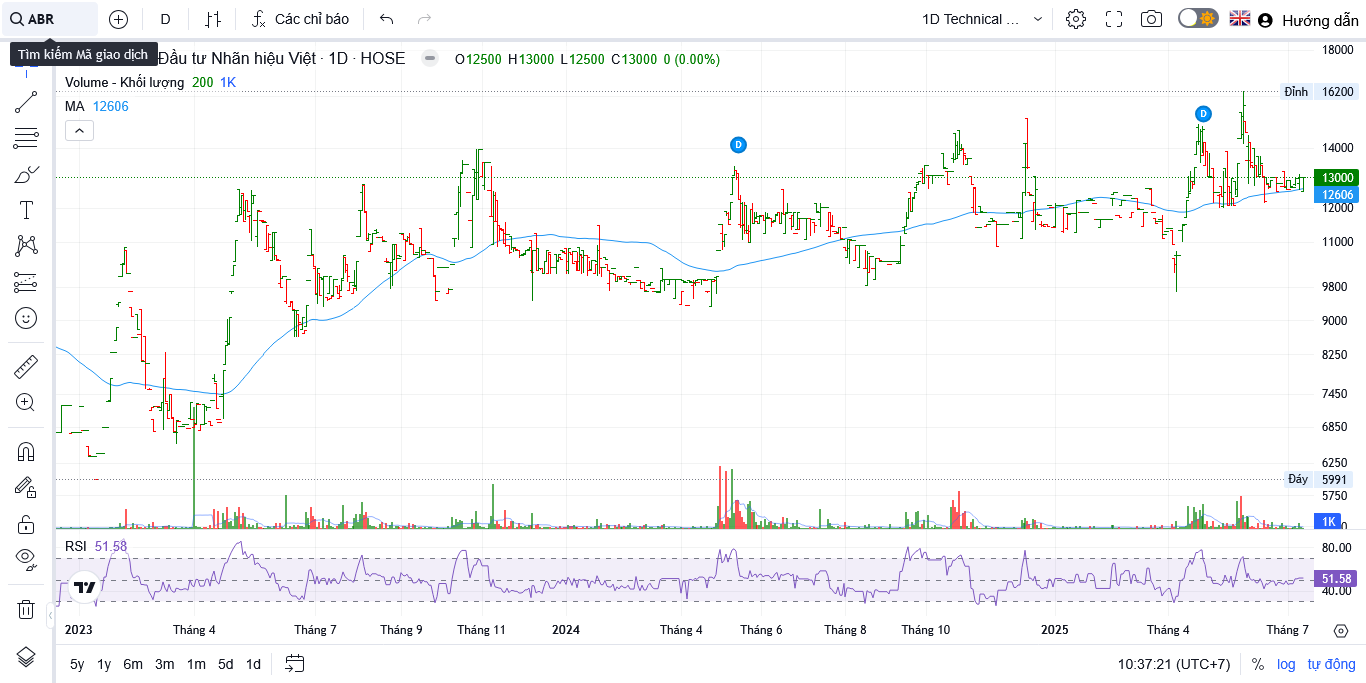 ABR D Các chỉ báo 1D Technical ... Hướng dẫn
Tìm kiếm Mã giao dịch
Đầu tư Nhãn hiệu Việt · 1D · HOSE O12500 H13000 L12500 C13000 0 (0.00%)
Volume - Khối lượng 200 1K
MA 12606
18000
Đỉnh 16200
D
D
14000
13000
12606
12000
11000
9800
9000
8250
7450
6850
6250
Đáy 5991
5750
1K 0
RSI 51.58
80.00
51.58
40.00
2023 Tháng 4 Tháng 7 Tháng 9 Tháng 11 2024 Tháng 4 Tháng 6 Tháng 8 Tháng 10 2025 Tháng 4 Tháng 7
5y 1y 6m 3m 1m 5d 1d 10:37:21 (UTC+7) % log tự động